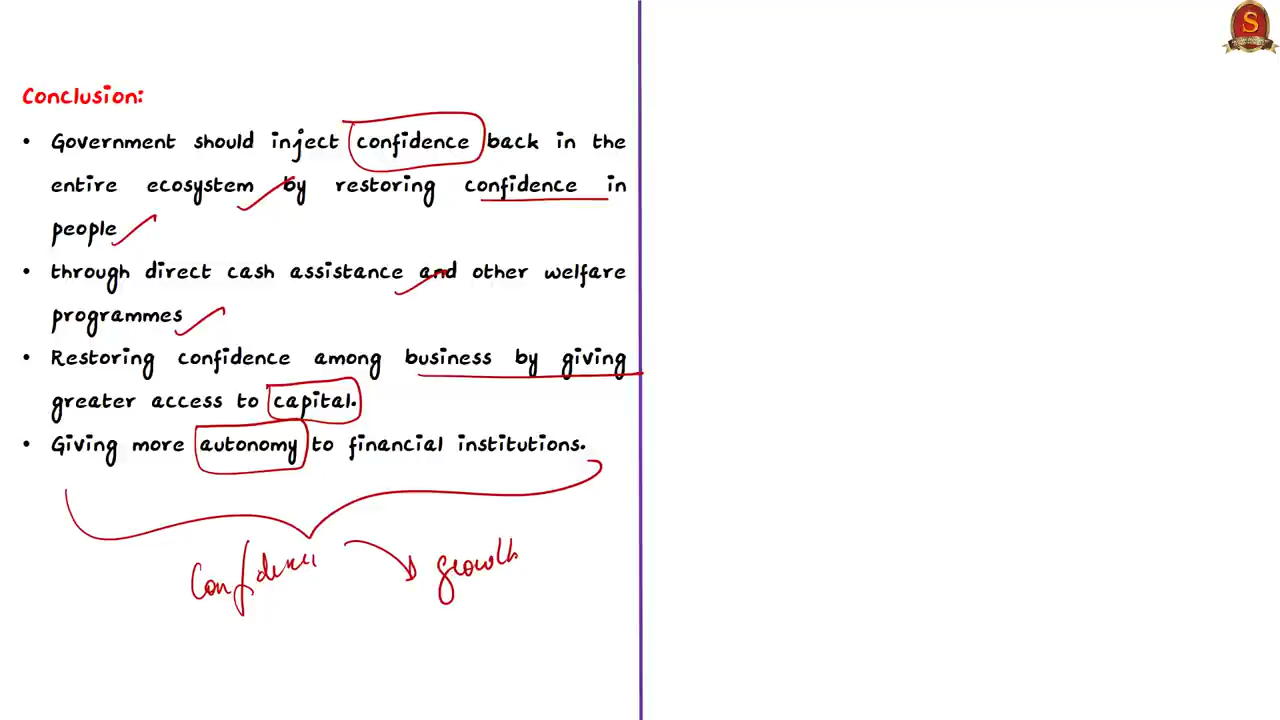 S
Conclusion:
• Government should inject confidence back in the
entire ecosystem by restoring confidence in
people
• through direct cash assistance and other welfare
programmes
• Restoring confidence among business by giving
greater access to capital.
• Giving more autonomy to financial institutions.
growth